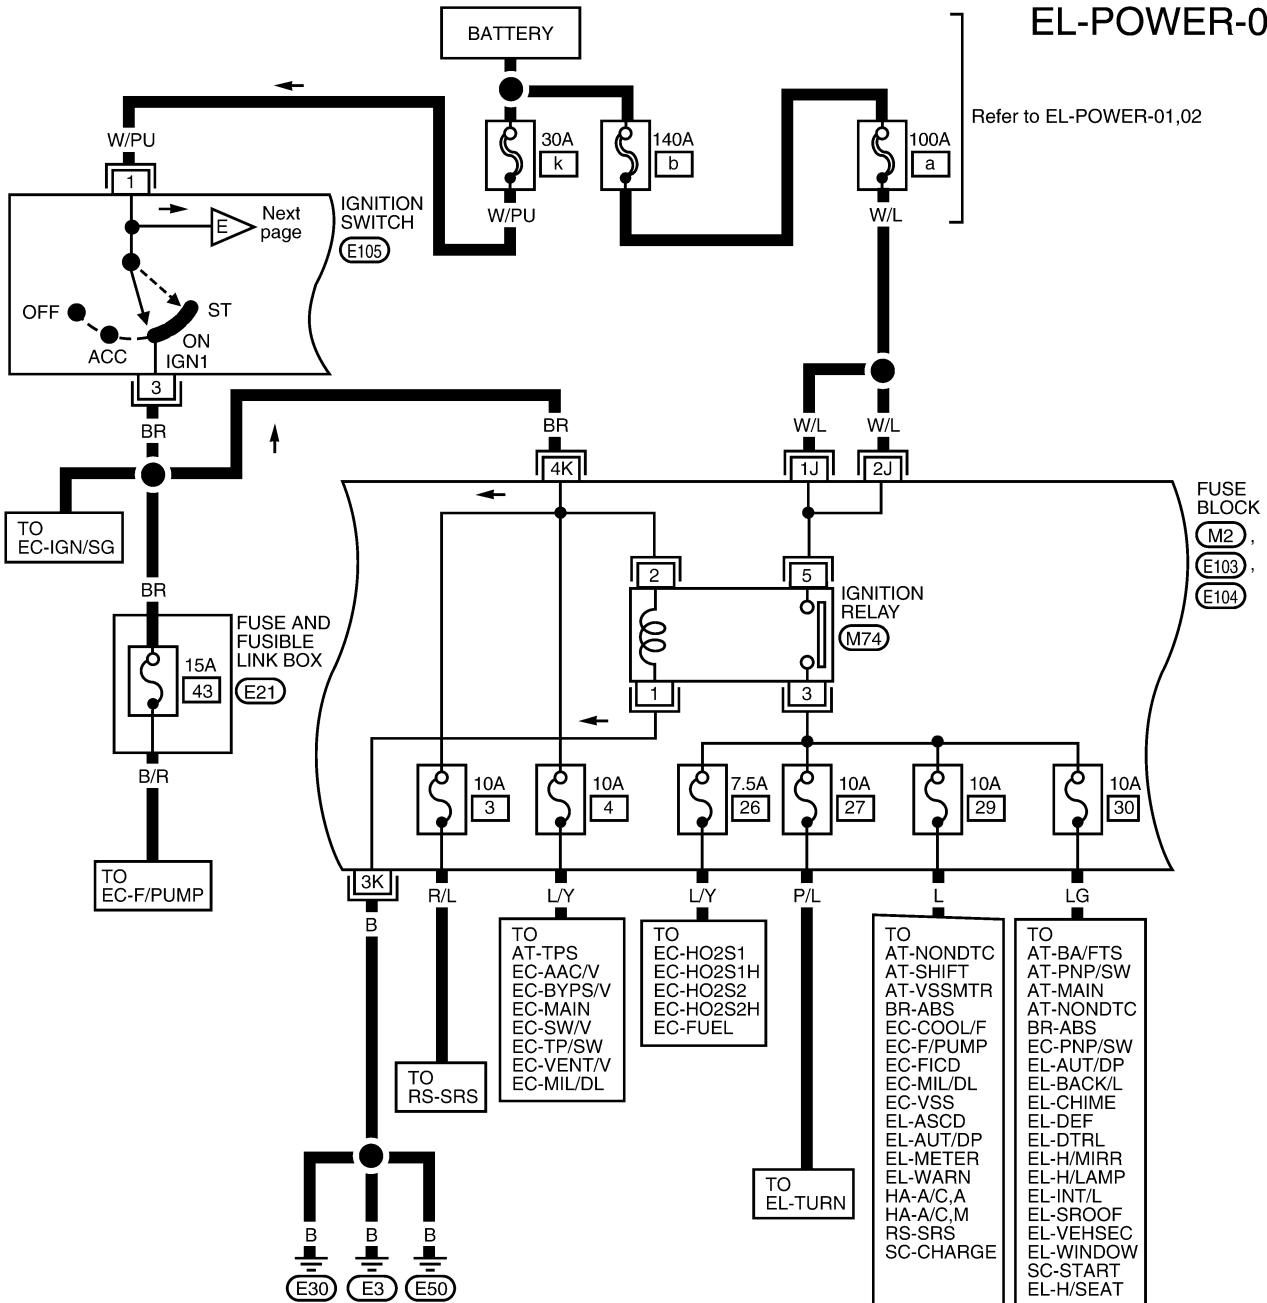 EL-POWER-0
BATTERY
Refer to EL-POWER-01,02
30A
k
140A
b
100A
a
W/PU
W/PU
W/L
1
E
Next
page
IGNITION
SWITCH
E105
OFF
ACC
ST
ON
IGN1
3
BR
BR
W/L
W/L
4K
1J
2J
TO
EC-IGN/SG
FUSE
BLOCK
M2 ,
E103 ,
E104
BR
2
5
IGNITION
RELAY
M74
1
3
FUSE AND
FUSIBLE
LINK BOX
E21
15A
43
B/R
TO
EC-F/PUMP
10A
3
10A
4
7.5A
26
10A
27
10A
29
10A
30
3K
R/L
L/Y
L/Y
P/L
L
LG
B
TO
RS-SRS
TO
AT-TPS
EC-AAC/V
EC-BYPS/V
EC-MAIN
EC-SW/V
EC-TP/SW
EC-VENT/V
EC-MIL/DL
TO
EC-HO2S1
EC-HO2S1H
EC-HO2S2
EC-HO2S2H
EC-FUEL
TO
EL-TURN
TO
AT-NONDTC
AT-SHIFT
AT-VSSMTR
BR-ABS
EC-COOL/F
EC-F/PUMP
EC-FICD
EC-MIL/DL
EC-VSS
EL-ASCD
EL-AUT/DP
EL-METER
EL-WARN
HA-A/C,A
HA-A/C,M
RS-SRS
SC-CHARGE
TO
AT-BA/FTS
AT-PNP/SW
AT-MAIN
AT-NONDTC
BR-ABS
EC-PNP/SW
EL-AUT/DP
EL-BACK/L
EL-CHIME
EL-DEF
EL-DTRL
EL-H/MIRR
EL-H/LAMP
EL-INT/L
EL-SROOF
EL-VEHSEC
EL-WINDOW
SC-START
EL-H/SEAT
B
B
B
E30
E3
E50